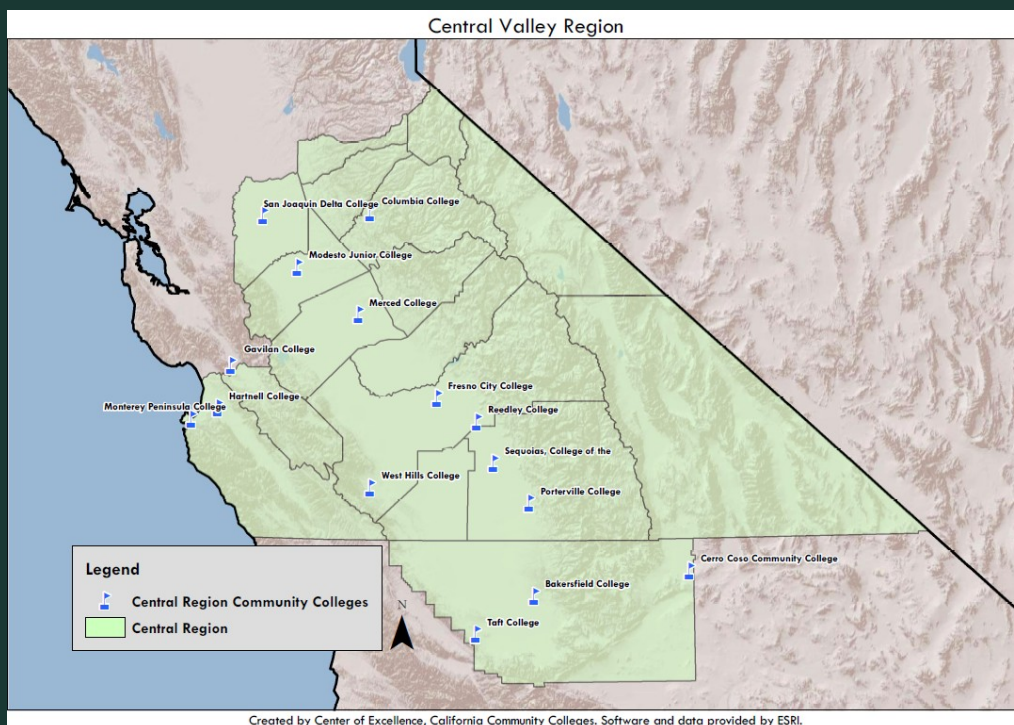 Central Valley Region
San Joaquin Delta College
Columbia College
Modesto Junior College
Merced College
Gavilan College
Hartnell College
Monterey Peninsula College
Fresno City College
Reedley College
Sequoias, College of the
West Hills College
Porterville College
Cerro Coso Community College
Bakersfield College
Taft College
Legend
Central Region Community Colleges
Central Region
N
Created by Center of Excellence, California Community Colleges. Software and data provided by ESRI.